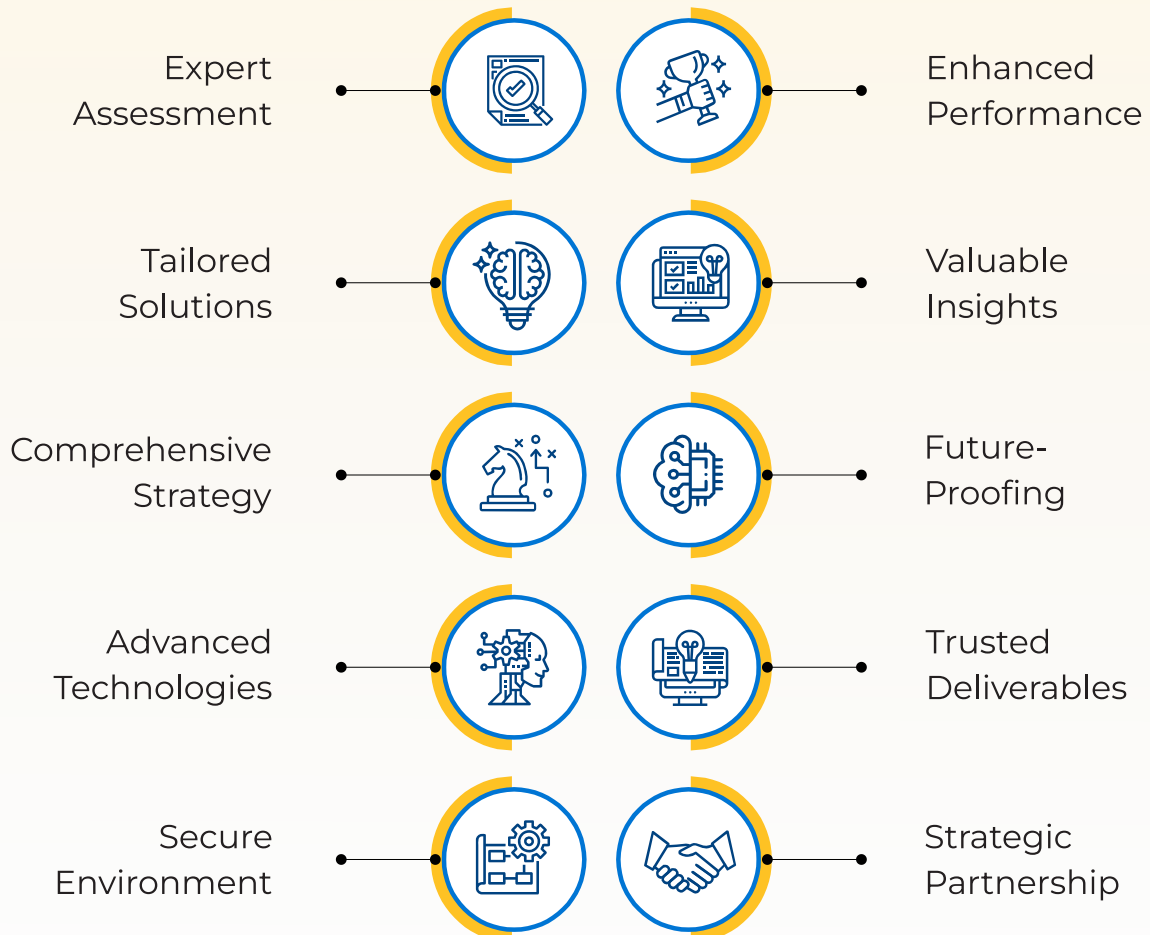 Expert
Assessment
Enhanced
Performance
Tailored
Solutions
Valuable
Insights
Comprehensive
Strategy
Future-
Proofing
Advanced
Technologies
Trusted
Deliverables
Secure
Environment
Strategic
Partnership